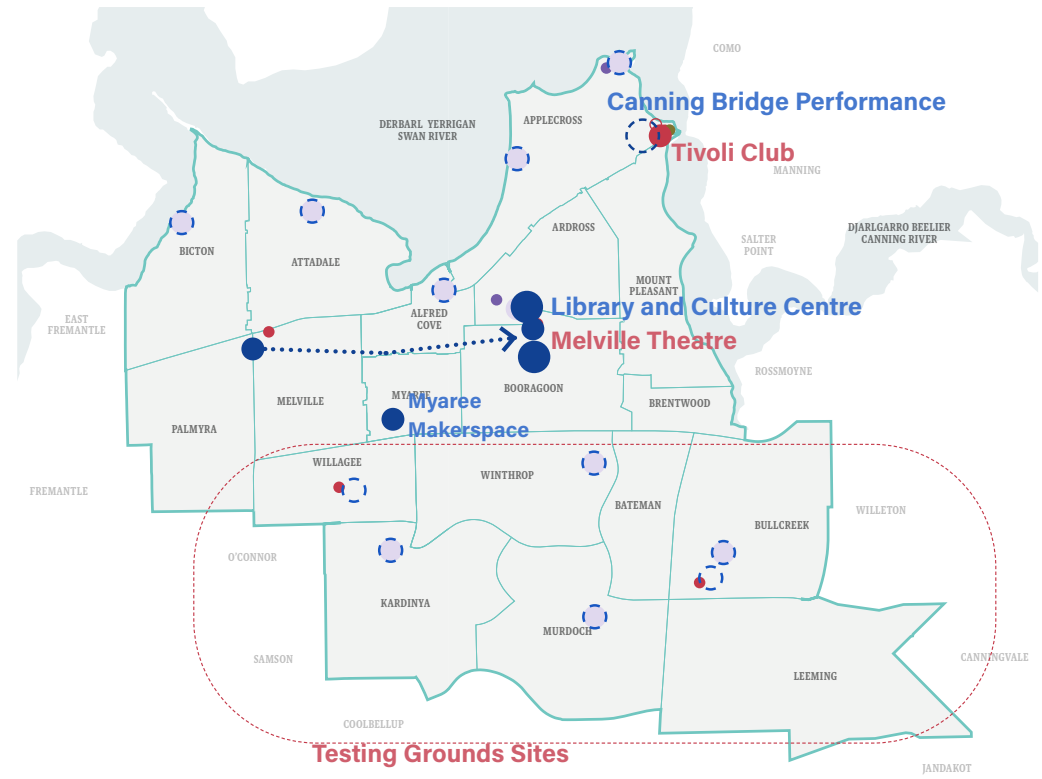 COMO
Canning Bridge Performance
APPLECROSS
DERBARL YERRIGAN
SWAN RIVER
Tivoli Club
MANNING
ARDROSS
DJARLGARRO BEELIER
CANNING RIVER
SALTER
POINT
BICTON
ATTADALE
MOUNT
PLEASANT
Library and Culture Centre
ALFRED
COVE
EAST
FREMANTLE
Melville Theatre
ROSSMOYNE
BOORAGOON
MYAREE
Myaree
Makerspace
MELVILLE
BRENTWOOD
PALMYRA
WILLAGEE
WINTHROP
FREMANTLE
BATEMAN
WILLETON
BULLCREEK
O'CONNOR
KARDINYA
MURDOCH
SAMSON
CANNINGVALE
LEEMING
COOLBELLUP
Testing Grounds Sites
JANDAKOT